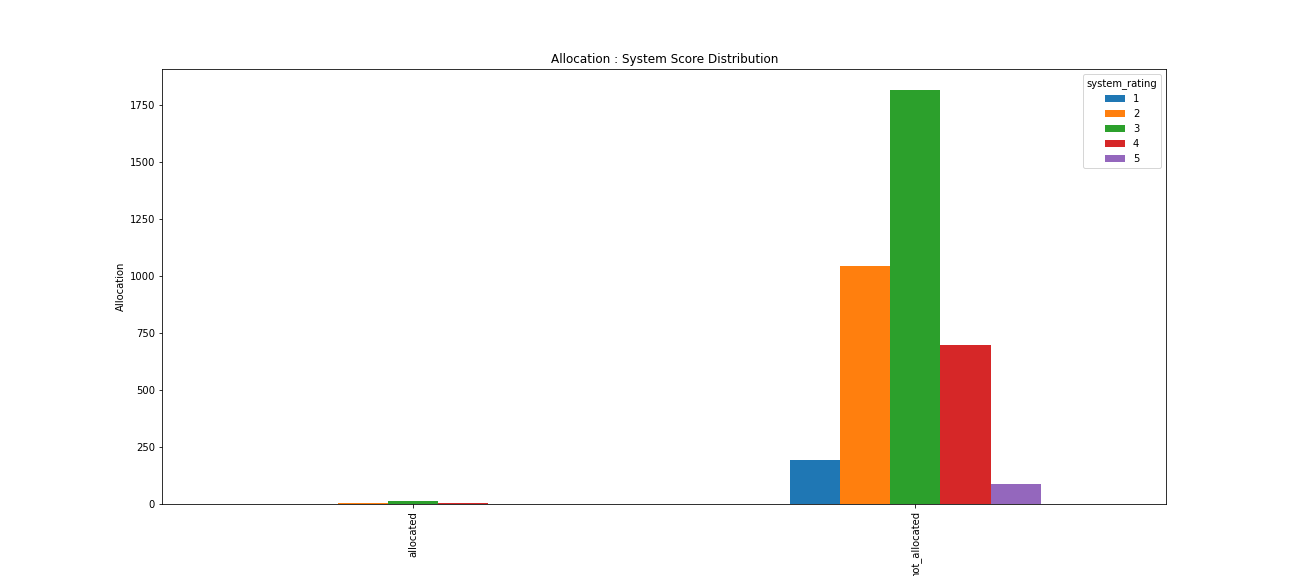 Allocation : System Score Distribution
system_rating
1
2
3
4
5
1750
1500
1250
1000
750
500
250
0
Allocation
allocated
not_allocated